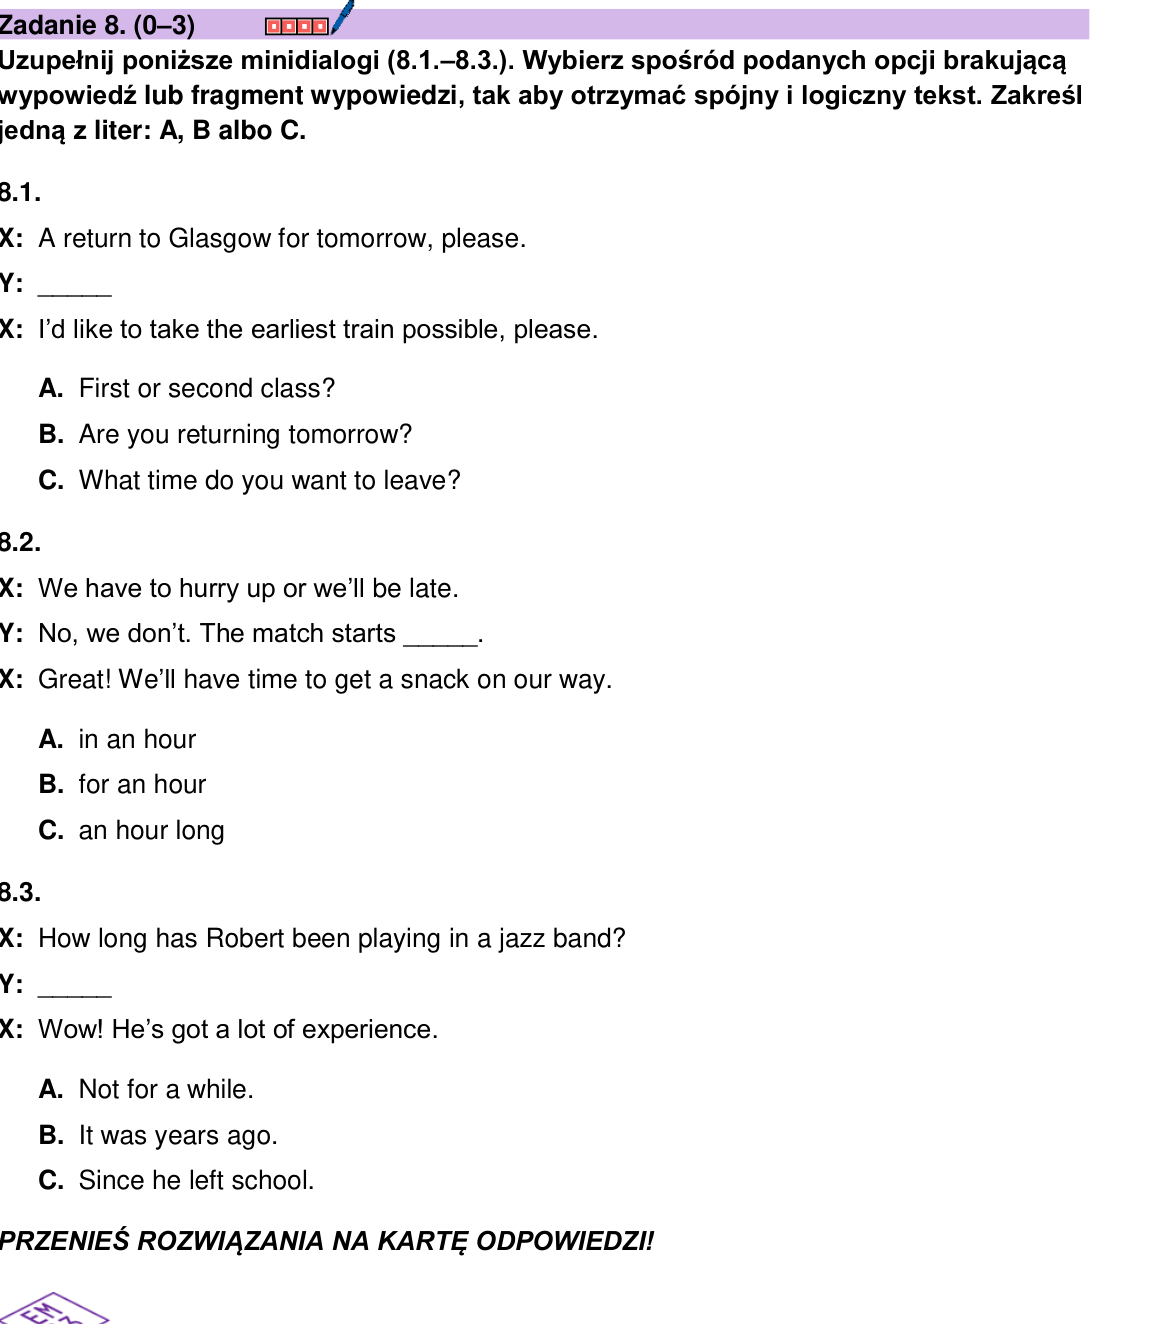 Zadanie 8. (0–3)
Uzupełnij poniższe minidialogi (8.1.–8.3.). Wybierz spośród podanych opcji brakującą
wypowiedź lub fragment wypowiedzi, tak aby otrzymać spójny i logiczny tekst. Zakreśl
jedną z liter: A, B albo C.
8.1.
X: A return to Glasgow for tomorrow, please.
Y: _____
X: I’d like to take the earliest train possible, please.
A. First or second class?
B. Are you returning tomorrow?
C. What time do you want to leave?
8.2.
X: We have to hurry up or we’ll be late.
Y: No, we don’t. The match starts _____.
X: Great! We’ll have time to get a snack on our way.
A. in an hour
B. for an hour
C. an hour long
8.3.
X: How long has Robert been playing in a jazz band?
Y: _____
X: Wow! He’s got a lot of experience.
A. Not for a while.
B. It was years ago.
C. Since he left school.
PRZENIEŚ ROZWIĄZANIA NA KARTĘ ODPOWIEDZI!